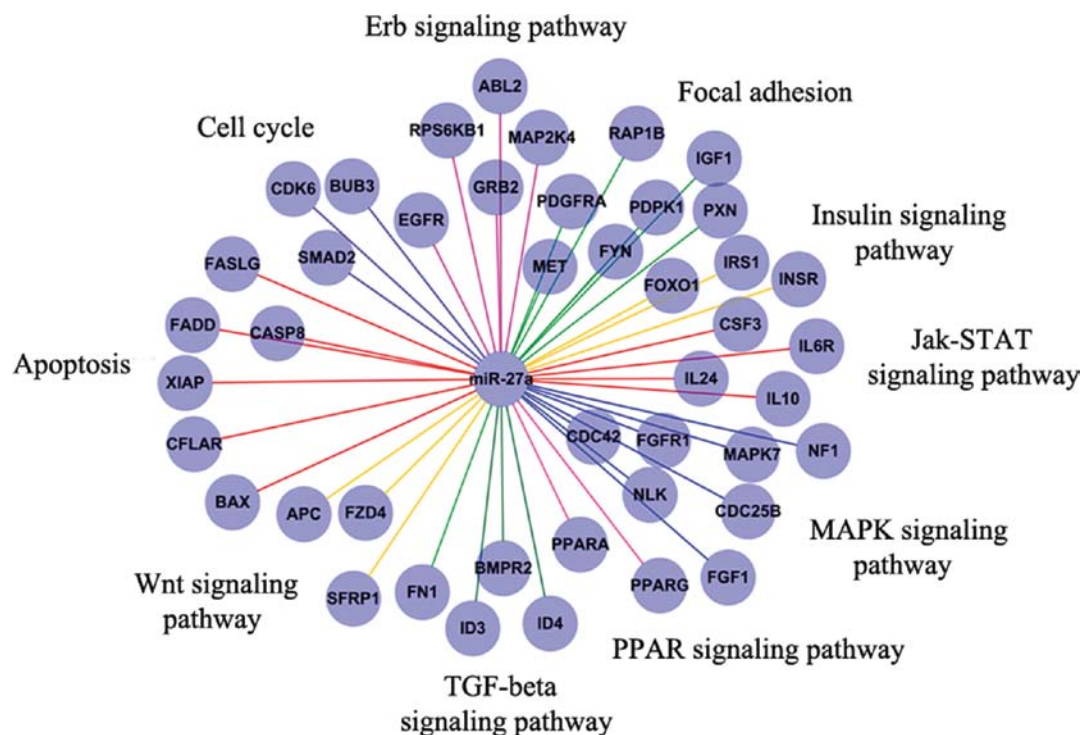 Erb signaling pathway
ABL2
Focal adhesion
Cell cycle
RPS6KB1
MAP2K4
RAP1B
IGF1
CDK6
BUB3
GRB2
PDGFRA
PDPK1
PXN
EGFR
Insulin signaling
pathway
SMAD2
FYN
MET
IRS1
FASLG
FOXO1
INSR
FADD
CASP8
CSF3
IL6R
Jak-STAT
signaling pathway
Apoptosis
XIAP
miR-27a
IL24
IL10
CFLAR
CDC42
FGFR1
MAPK7
NF1
BAX
APC
FZD4
NLK
CDC25B
MAPK signaling
pathway
PPARA
Wnt signaling
pathway
SFRP1
FN1
BMPR2
PPARG
FGF1
ID3
ID4
PPAR signaling pathway
TGF-beta
signaling pathway